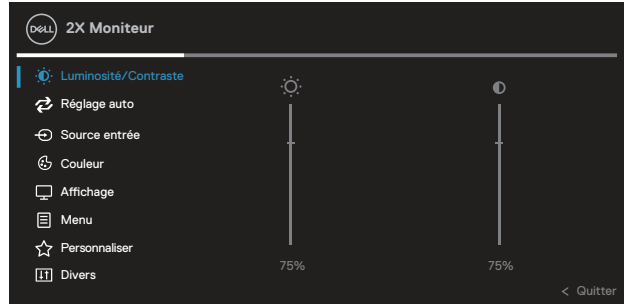 DELL 2X Moniteur
Luminosité/Contraste
Réglage auto
Source entrée
Couleur
Affichage
Menu
Personnaliser
Divers
75% 75%
< Quitter